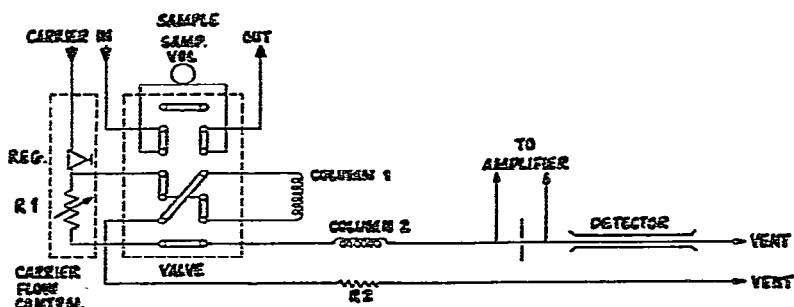 SAMPLE
CARRIER IN
SAMP.
VOL
OUT
REG.
R1
COLUMN 1
TO
AMPLIFIER
COLUMN 2
DETECTOR
VENT
VALVE
CARRIER
FLOW
CONTROL
R2
VENT